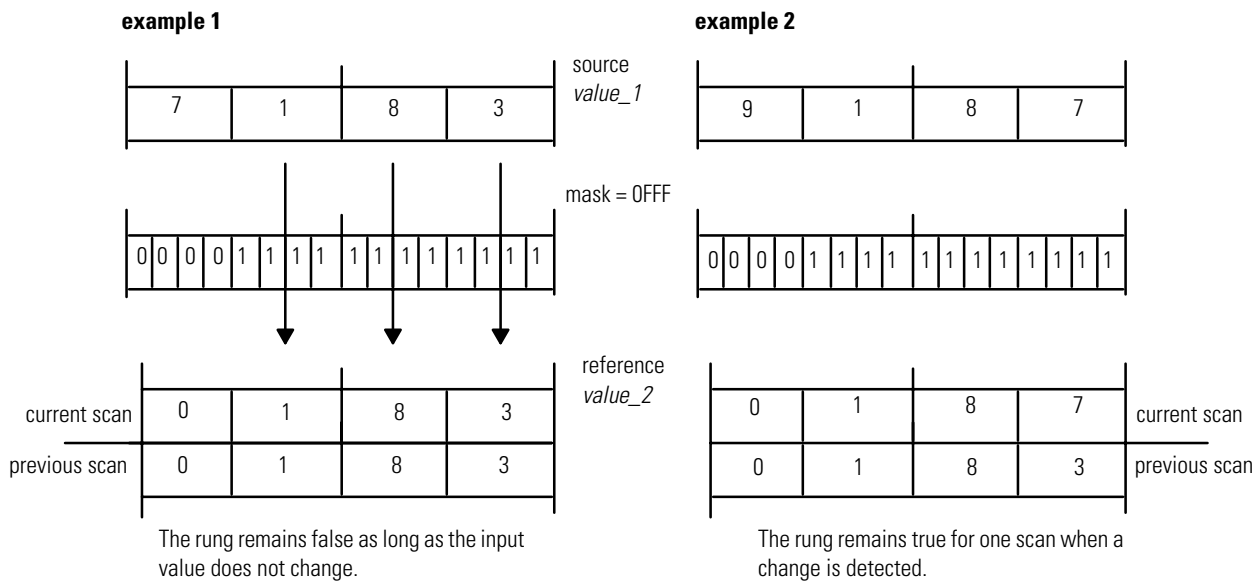 example 1
example 2
source
value_1
7 1 8 3
9 1 8 7
mask = 0FFF
0 0 0 0 1 1 1 1 1 1 1 1 1 1 1 1
0 0 0 0 1 1 1 1 1 1 1 1 1 1 1 1
reference
value_2
current scan 0 1 8 3
0 1 8 7 current scan
previous scan 0 1 8 3
0 1 8 3 previous scan
The rung remains false as long as the input
value does not change.
The rung remains true for one scan when a
change is detected.